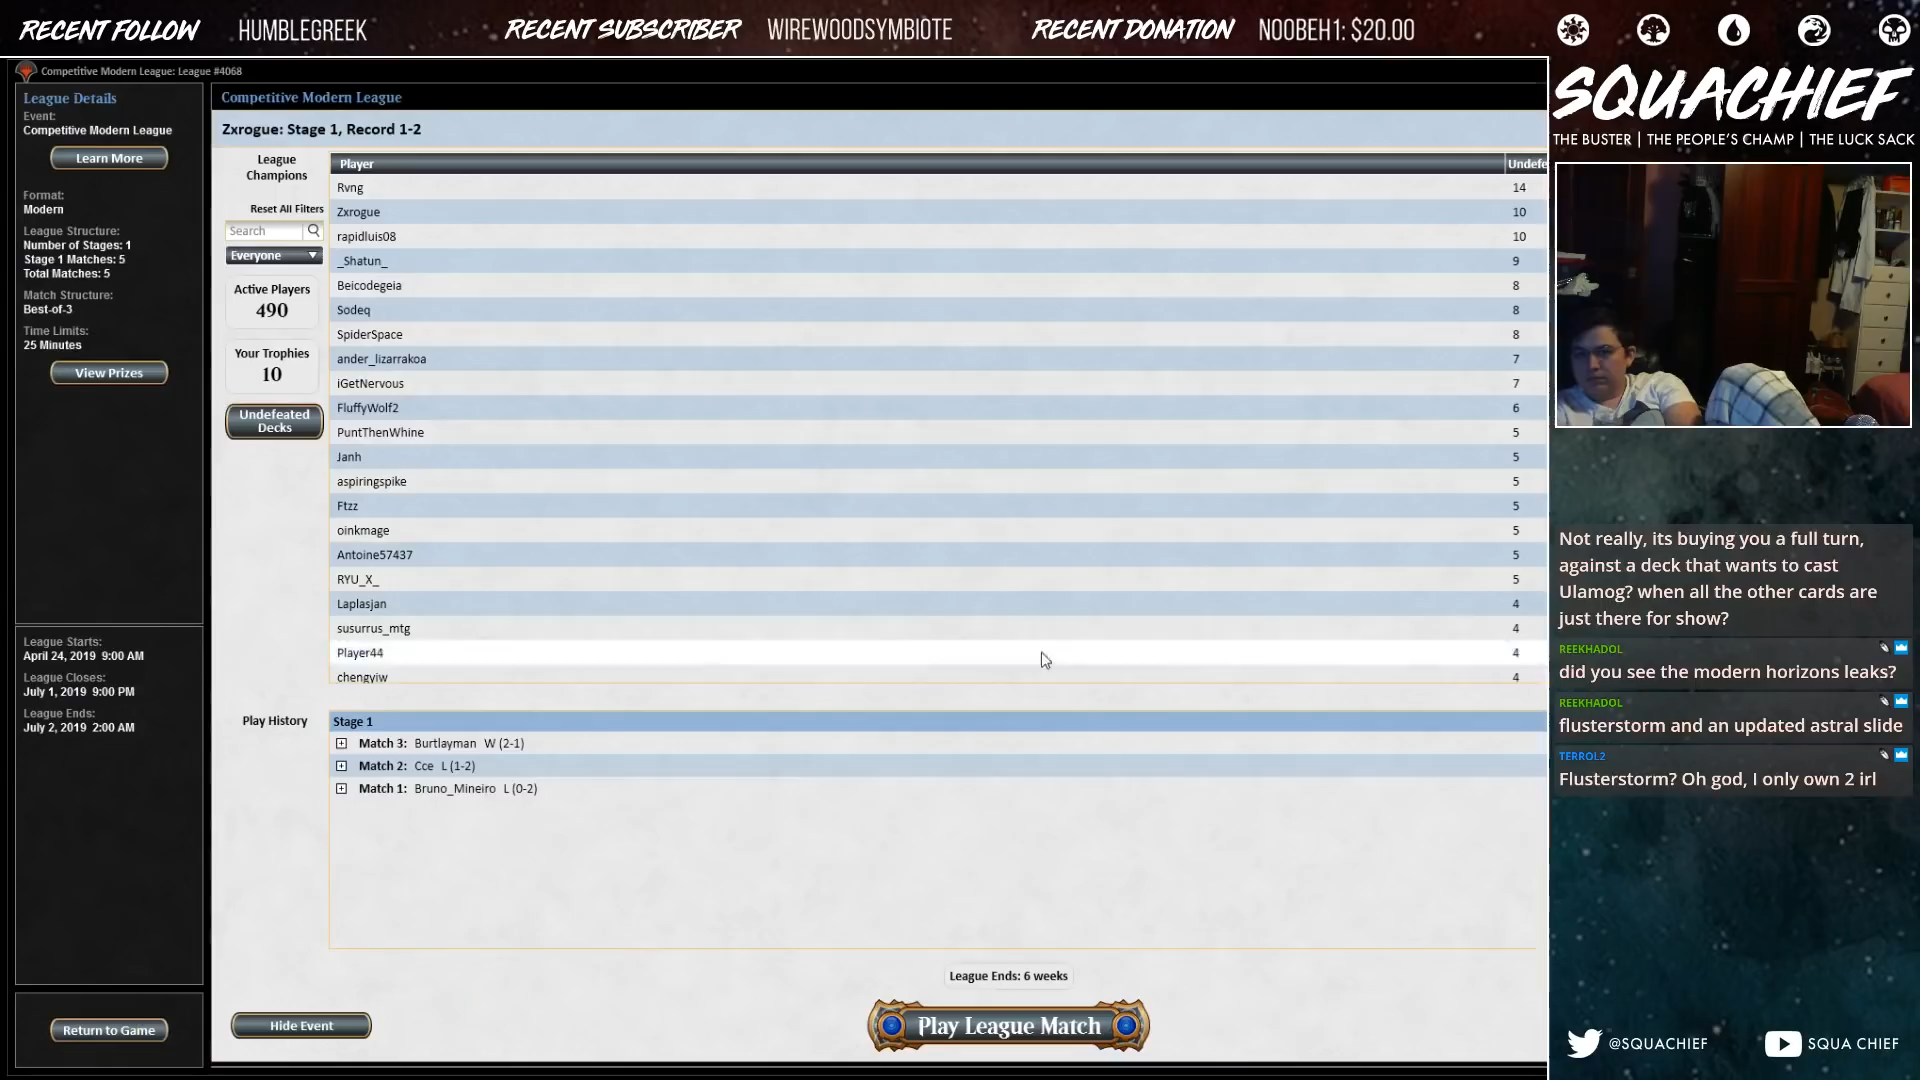 RECENT FOLLOW HUMBLEGREEK RECENT SUBSCRIBER WIREWOODSYMBIOTE RECENT DONATION NOOBEH1: $20.00
Competitive Modern League: League #4068
League Details
Event:
Competitive Modern League
Learn More
Format:
Modern
League Structure:
Number of Stages: 1
Stage 1 Matches: 5
Total Matches: 5
Match Structure:
Best-of-3
Time Limits:
25 Minutes
View Prizes
League Starts:
April 24, 2019 9:00 AM
League Closes:
July 1, 2019 9:00 PM
League Ends:
July 2, 2019 2:00 AM
Return to Game
Competitive Modern League
Zxrogue: Stage 1, Record 1-2
League
Champions
Reset All Filters
Search
Everyone
Active Players
490
Your Trophies
10
Undefeated
Decks
Player Undefe
Rvng 14
Zxrogue 10
rapidluis08 10
_Shatun_ 9
Beicodegeia 8
Sodeq 8
SpiderSpace 8
ander_lizarrakoa 7
iGetNervous 7
FluffyWolf2 6
PuntThenWhine 5
Janh 5
aspiringspike 5
Ftzz 5
oinkmage 5
Antoine57437 5
RYU_X_ 5
Laplasjan 4
susurrus_mtg 4
Player44 4
chengyiw 4
Play History
Stage 1
Match 3: Burtlayman W (2-1)
Match 2: Cce L (1-2)
Match 1: Bruno_Mineiro L (0-2)
League Ends: 6 weeks
Hide Event
Play League Match
SQUACHIEF
THE BUSTER | THE PEOPLE'S CHAMP | THE LUCK SACK
Not really, its buying you a full turn,
against a deck that wants to cast
Ulamog? when all the other cards are
just there for show?
REEKHADOL
did you see the modern horizons leaks?
REEKHADOL
flusterstorm and an updated astral slide
TERROL2
Flusterstorm? Oh god, I only own 2 irl
@SQUACHIEF SQUA CHIEF